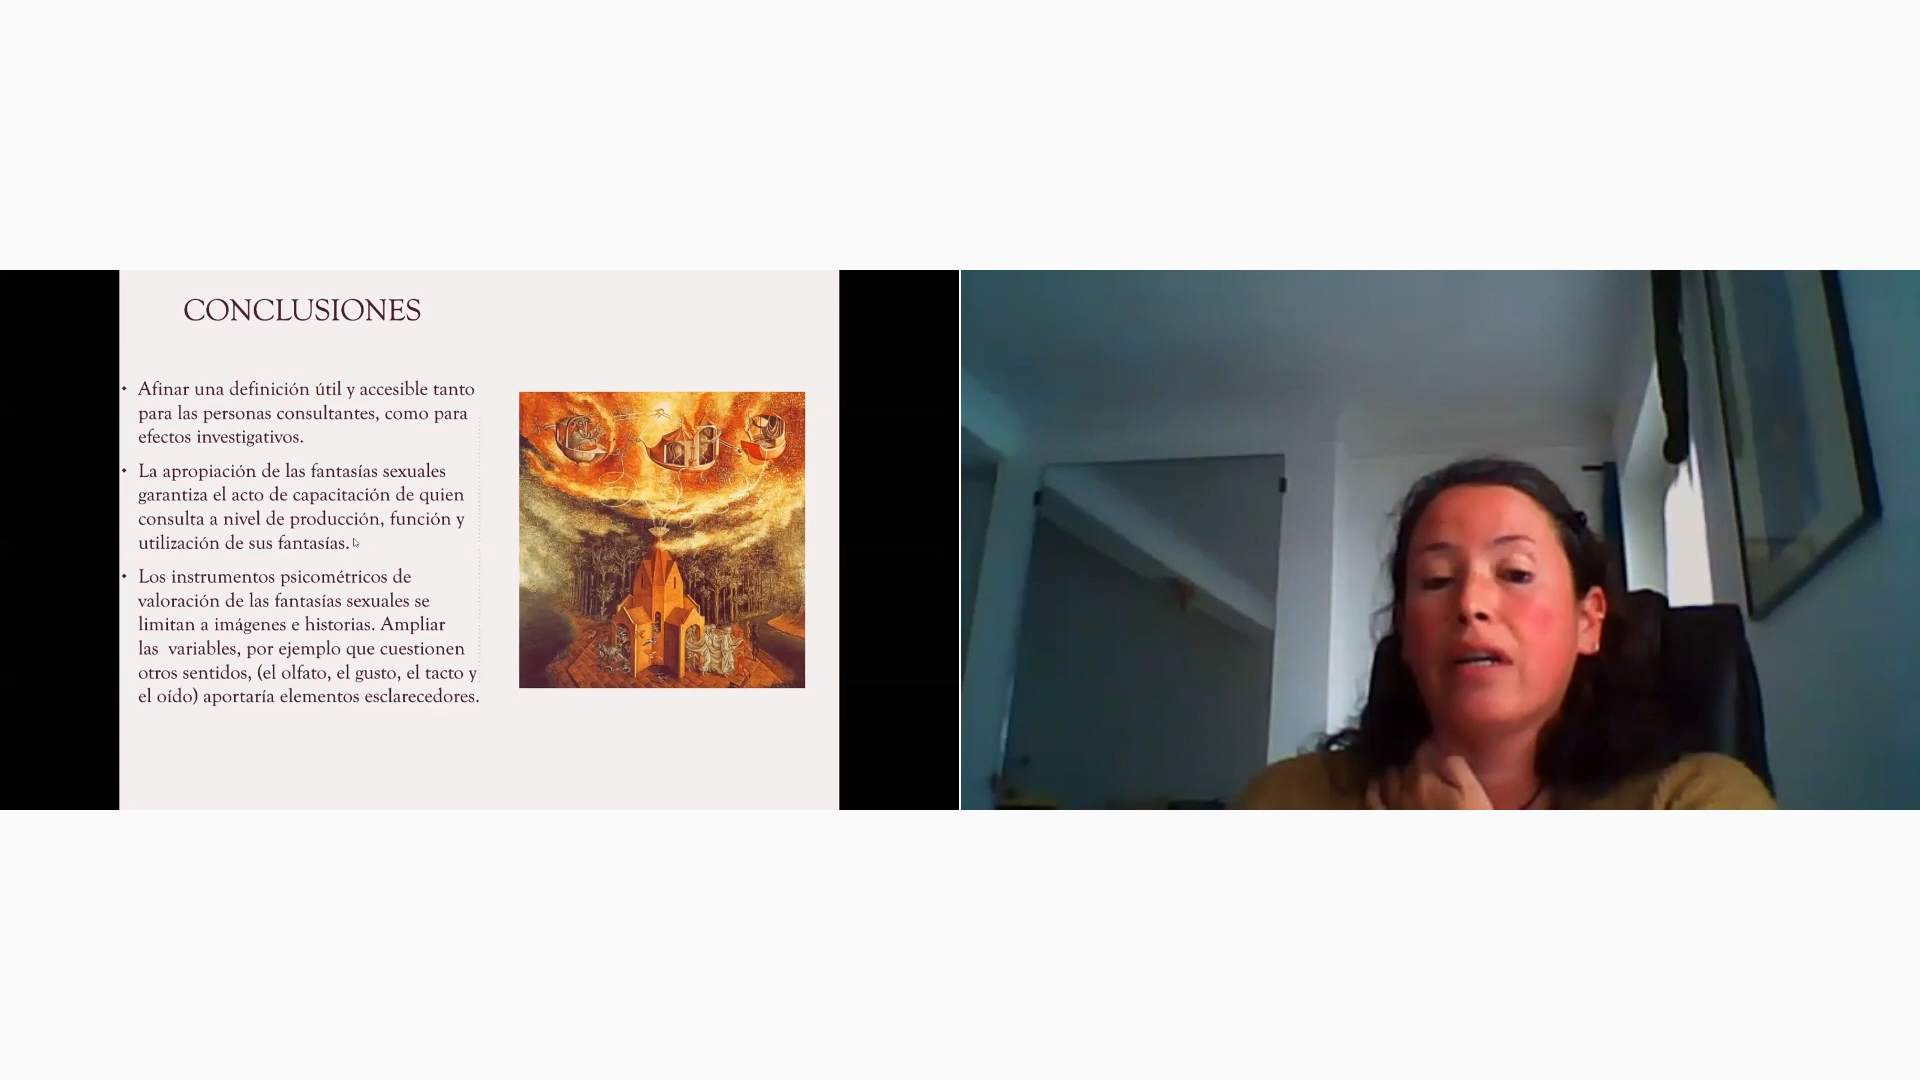 CONCLUSIONES
• Afinar una definición útil y accesible tanto
para las personas consultantes, como para
efectos investigativos.
• La apropiación de las fantasías sexuales
garantiza el acto de capacitación de quien
consulta a nivel de producción, función y
utilización de sus fantasías.
• Los instrumentos psicométricos de
valoración de las fantasías sexuales se
limitan a imágenes e historias. Ampliar
las variables, por ejemplo que cuestionen
otros sentidos, (el olfato, el gusto, el tacto y
el oído) aportaría elementos esclarecedores.